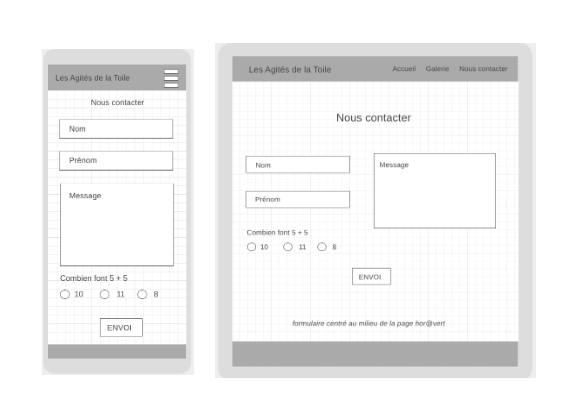 Les Agités de la Toile
Nous contacter
Nom
Prénom
Message
Combien font 5 + 5
10 11 8
ENVOI
Les Agités de la Toile Accueil Galerie Nous contacter
Nous contacter
Nom
Prénom
Message
Combien font 5 + 5
10 11 8
ENVOI
formulaire centré au milieu de la page hor@vert